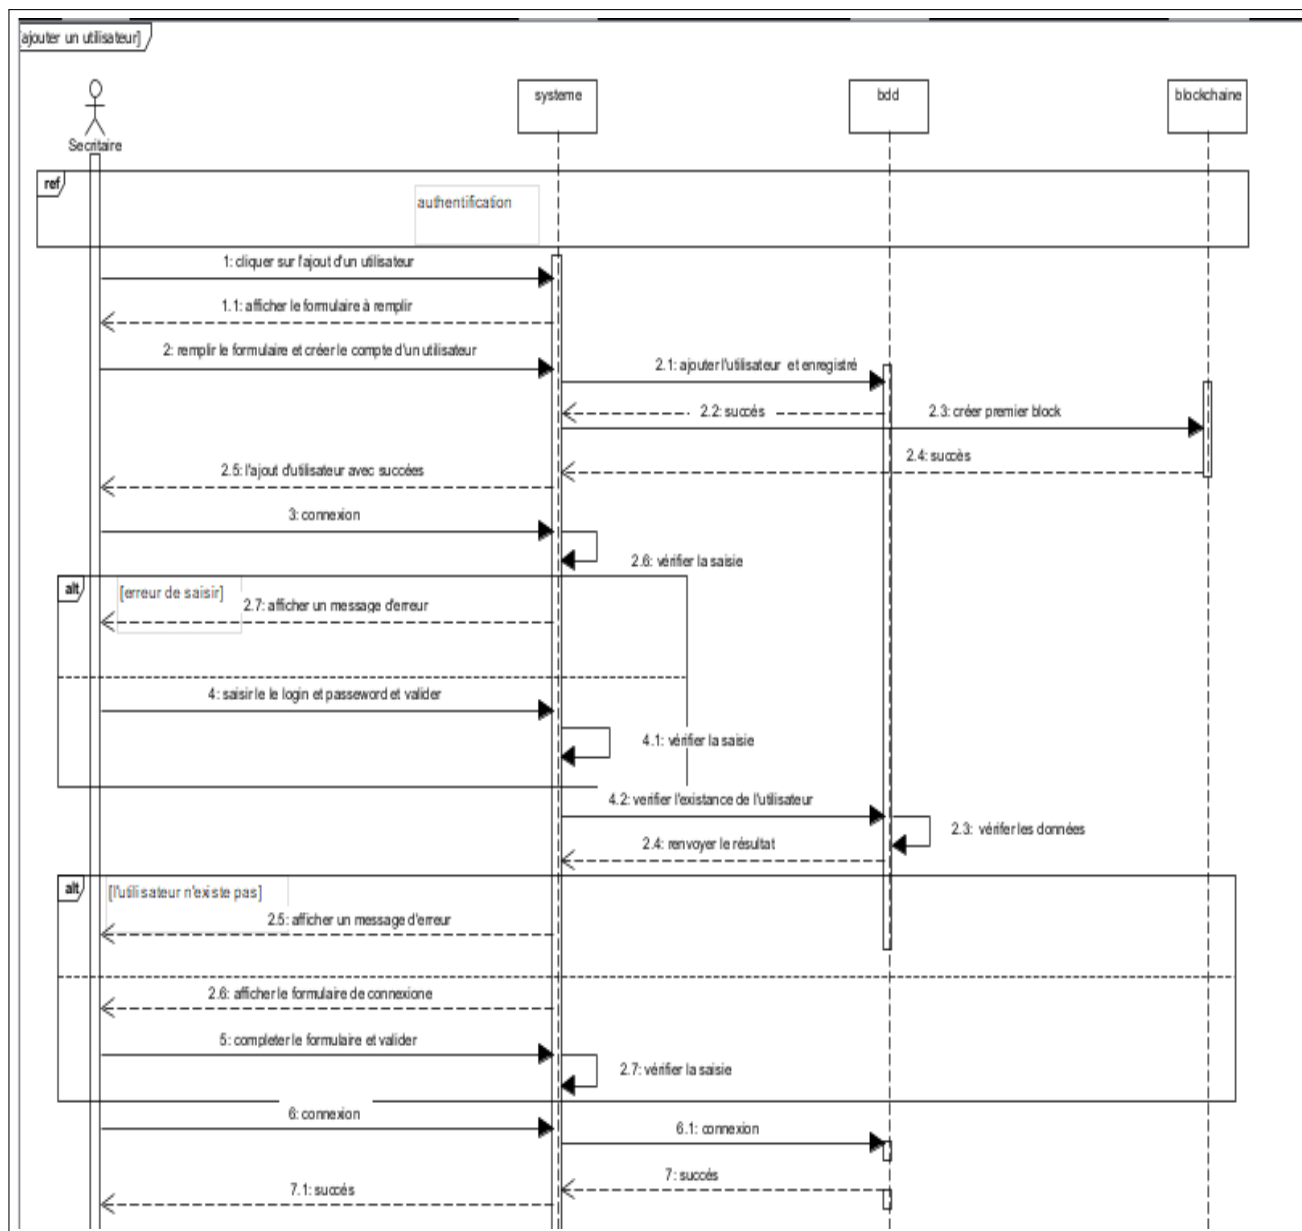 [ajouter un utilisateur]
systeme
bdd
blockchaine
Secritaire
ref
authentification
1: cliquer sur l'ajout d'un utilisateur
1.1: afficher le formulaire à remplir
2: remplir le formulaire et créer le compte d'un utilisateur
2.1: ajouter l'utilisateur et enregistré
2.2: succés
2.3: créer premier block
2.4: succès
2.5: l'ajout d'utilisateur avec succées
3: connexion
2.6: vérifier la saisie
alt
[erreur de saisir]
2.7: afficher un message d'erreur
4: saisir le le login et passeword et valider
4.1: vérifier la saisie
4.2: verifier l'existance de l'utilisateur
2.3: vérifer les données
2.4: renvoyer le résultat
alt
[l'utilisateur n'existe pas]
2.5: afficher un message d'erreur
2.6: afficher le formulaire de connexione
5: completer le formulaire et valider
2.7: vérifier la saisie
6: connexion
6.1: connexion
7: succés
7.1: succés